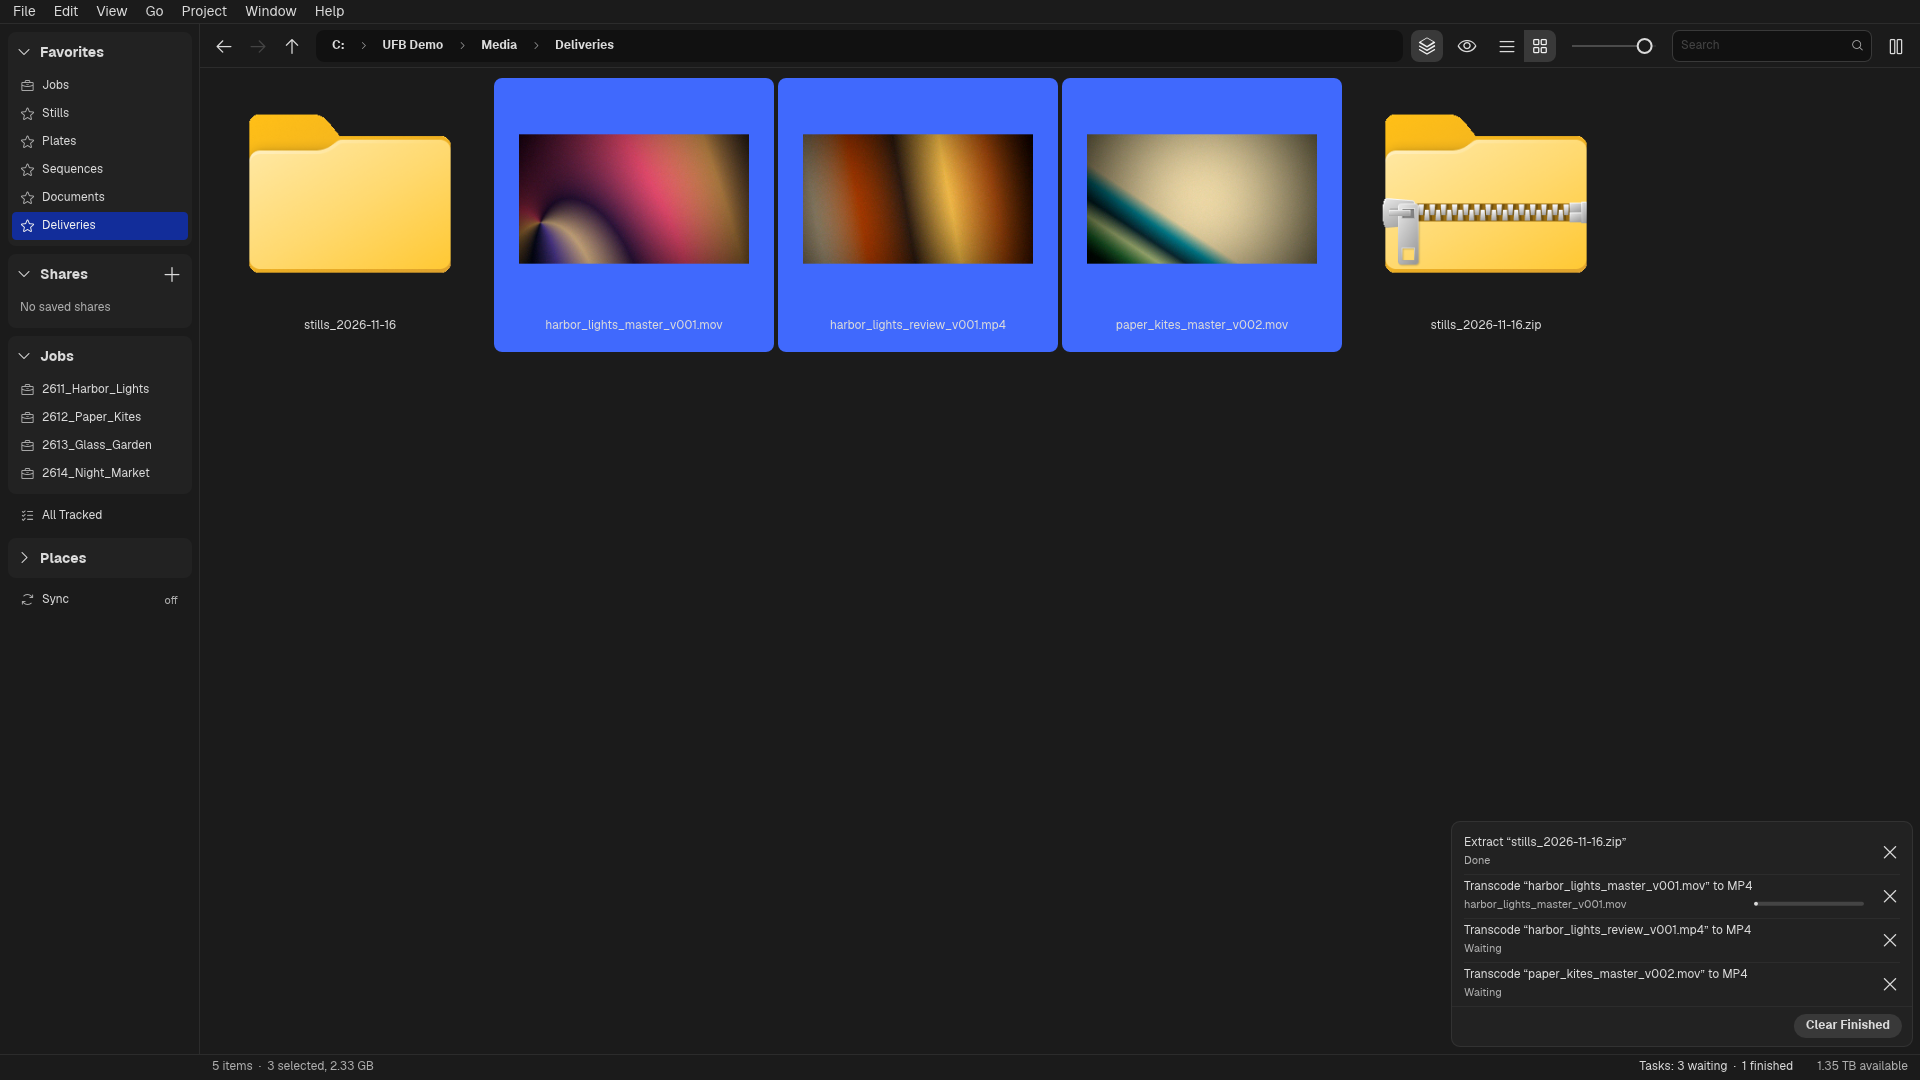 File Edit View Go Project Window Help
Favorites
Jobs
Stills
Plates
Sequences
Documents
Deliveries
Shares
No saved shares
Jobs
2611_Harbor_Lights
2612_Paper_Kites
2613_Glass_Garden
2614_Night_Market
All Tracked
Places
Sync off
C: UFB Demo Media Deliveries
Search
stills_2026-11-16
harbor_lights_master_v001.mov
harbor_lights_review_v001.mp4
paper_kites_master_v002.mov
stills_2026-11-16.zip
Extract “stills_2026-11-16.zip”
Done
Transcode “harbor_lights_master_v001.mov” to MP4
harbor_lights_master_v001.mov
Transcode “harbor_lights_review_v001.mp4” to MP4
Waiting
Transcode “paper_kites_master_v002.mov” to MP4
Waiting
Clear Finished
5 items · 3 selected, 2.33 GB
Tasks: 3 waiting · 1 finished
1.35 TB available